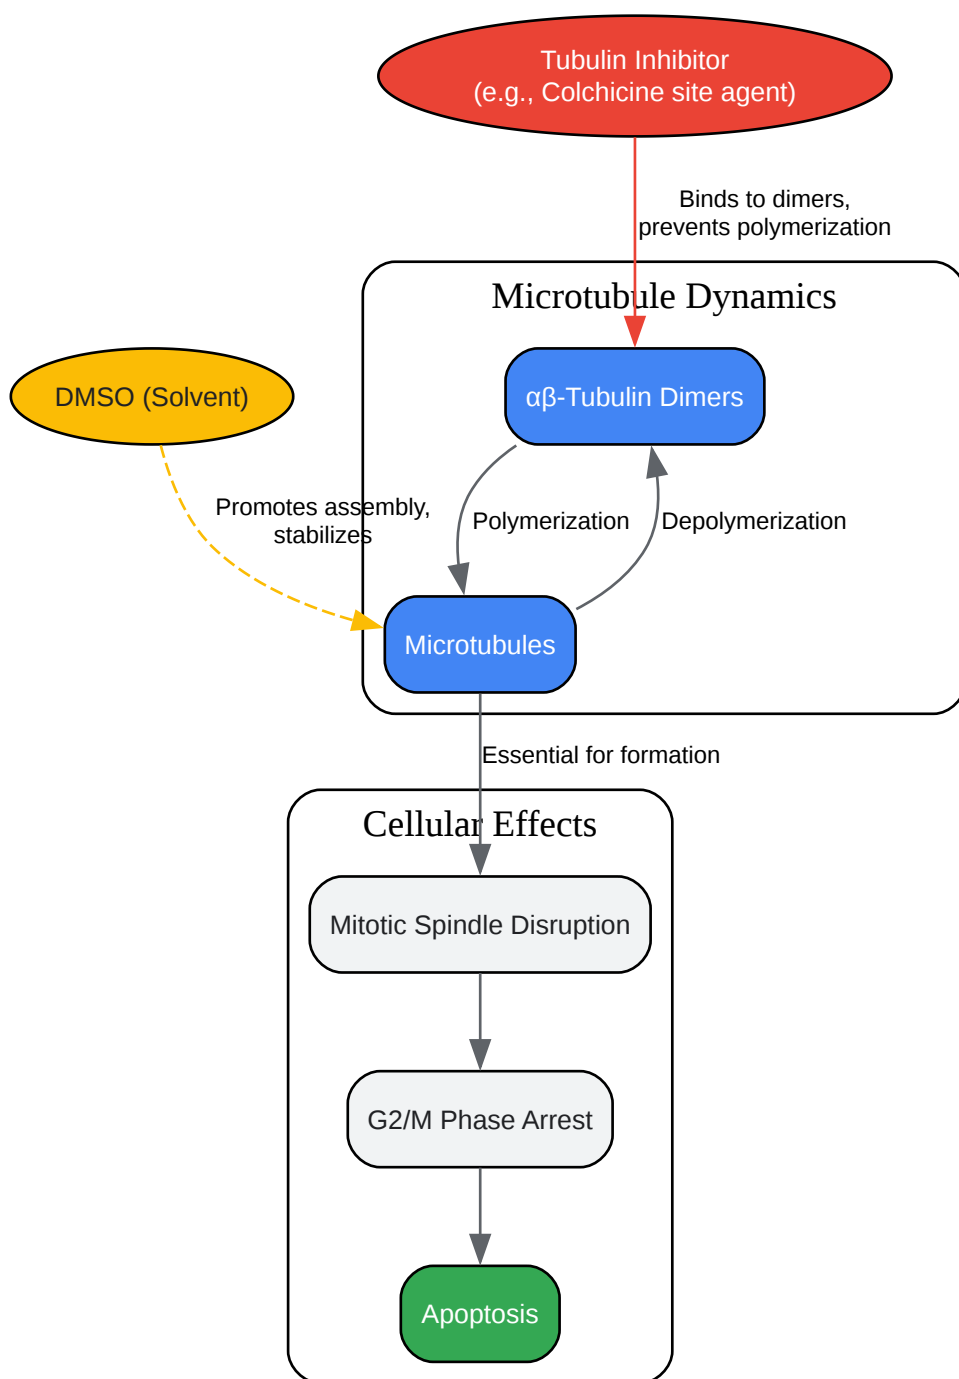 Tubulin Inhibitor
(e.g., Colchicine site agent)
Binds to dimers,
prevents polymerization
Microtubule Dynamics
αβ-Tubulin Dimers
DMSO (Solvent)
Promotes assembly,
stabilizes
Polymerization
Depolymerization
Microtubules
Essential for formation
Cellular Effects
Mitotic Spindle Disruption
G2/M Phase Arrest
Apoptosis